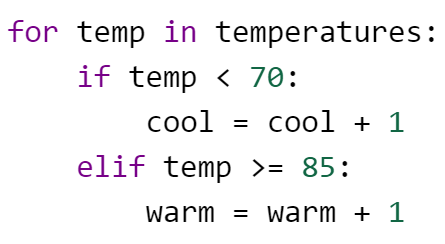 for temp in temperatures:
    if temp < 70:
        cool = cool + 1
    elif temp >= 85:
        warm = warm + 1